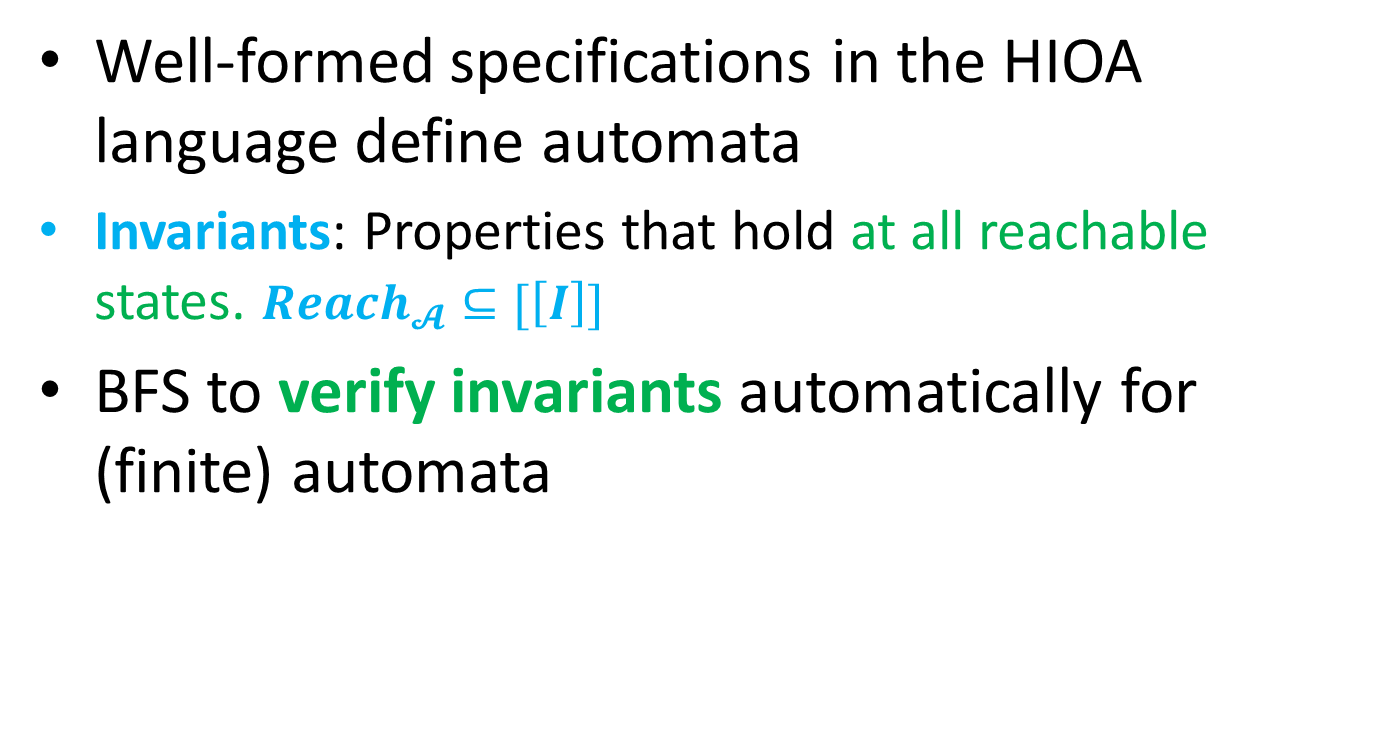 • Well-formed specifications in the HIOA
language define automata
• Invariants: Properties that hold at all reachable
states. 𝑹𝒆𝒂𝒄𝒉_𝓐 ⊆ [[𝑰]]
• BFS to verify invariants automatically for
(finite) automata